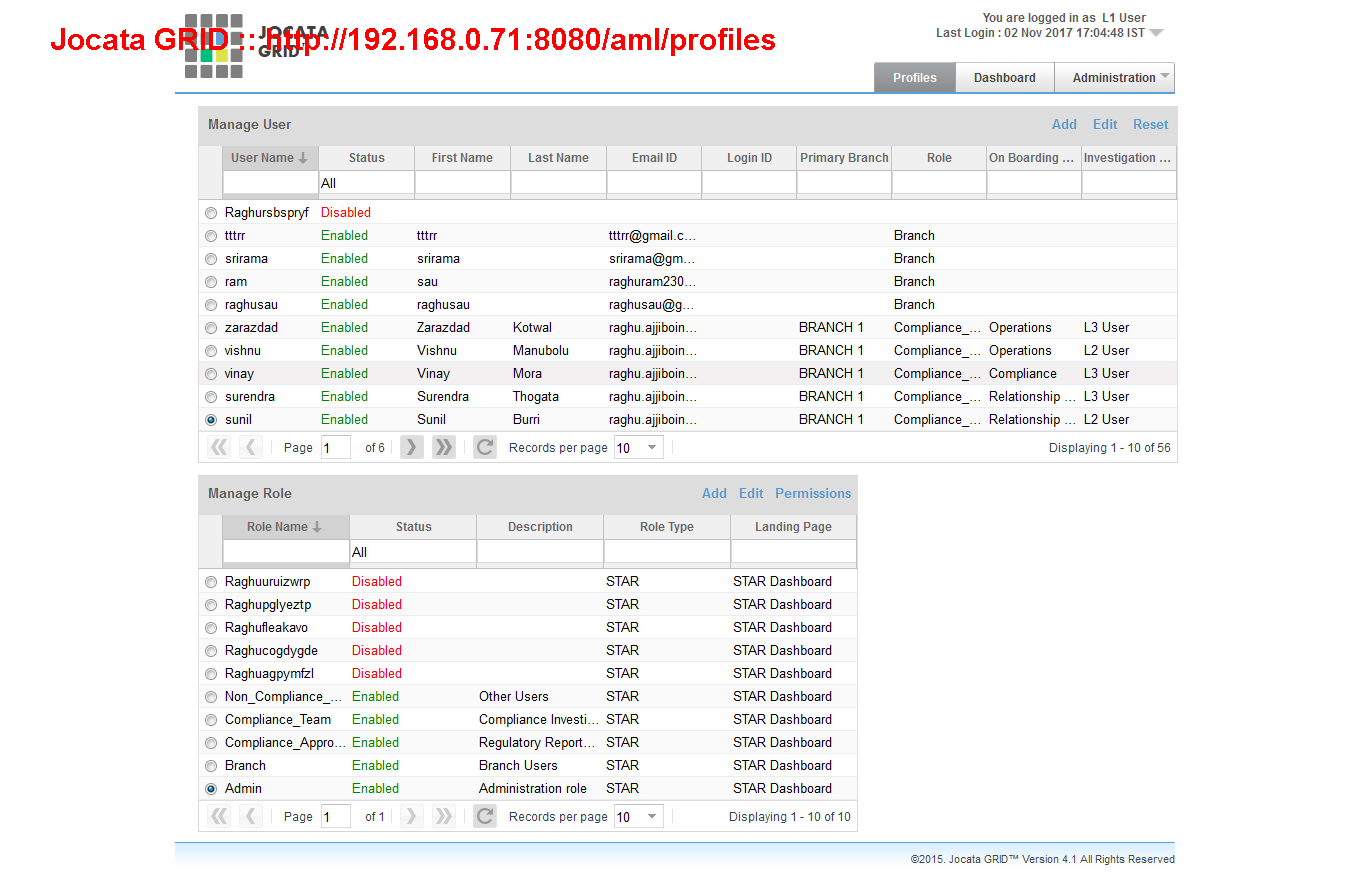 You are logged in as L1 User
Last Login : 02 Nov 2017 17:04:48 IST
JOCATA
GRID™
Jocata GRID :: http://192.168.0.71:8080/aml/profiles
Profiles Dashboard Administration
Manage User Add Edit Reset
User Name Status First Name Last Name Email ID Login ID Primary Branch Role On Boarding ... Investigation ...
All
Raghursbspryf Disabled
tttrr Enabled tttrr tttrr@gmail.c... Branch
srirama Enabled srirama srirama@gm... Branch
ram Enabled sau raghuram230... Branch
raghusau Enabled raghusau raghusau@g... Branch
zarazdad Enabled Zarazdad Kotwal raghu.ajjiboin... BRANCH 1 Compliance_... Operations L3 User
vishnu Enabled Vishnu Manubolu raghu.ajjiboin... BRANCH 1 Compliance_... Operations L2 User
vinay Enabled Vinay Mora raghu.ajjiboin... BRANCH 1 Compliance_... Compliance L3 User
surendra Enabled Surendra Thogata raghu.ajjiboin... BRANCH 1 Compliance_... Relationship ... L3 User
sunil Enabled Sunil Burri raghu.ajjiboin... BRANCH 1 Compliance_... Relationship ... L2 User
Page 1 of 6 Records per page 10 Displaying 1 - 10 of 56
Manage Role Add Edit Permissions
Role Name Status Description Role Type Landing Page
All
Raghuuruizwrp Disabled STAR STAR Dashboard
Raghupglyeztp Disabled STAR STAR Dashboard
Raghufleakavo Disabled STAR STAR Dashboard
Raghucogdygde Disabled STAR STAR Dashboard
Raghuagpymfzl Disabled STAR STAR Dashboard
Non_Compliance_... Enabled Other Users STAR STAR Dashboard
Compliance_Team Enabled Compliance Investi... STAR STAR Dashboard
Compliance_Appro... Enabled Regulatory Report... STAR STAR Dashboard
Branch Enabled Branch Users STAR STAR Dashboard
Admin Enabled Administration role STAR STAR Dashboard
Page 1 of 1 Records per page 10 Displaying 1 - 10 of 10
©2015. Jocata GRID™ Version 4.1 All Rights Reserved